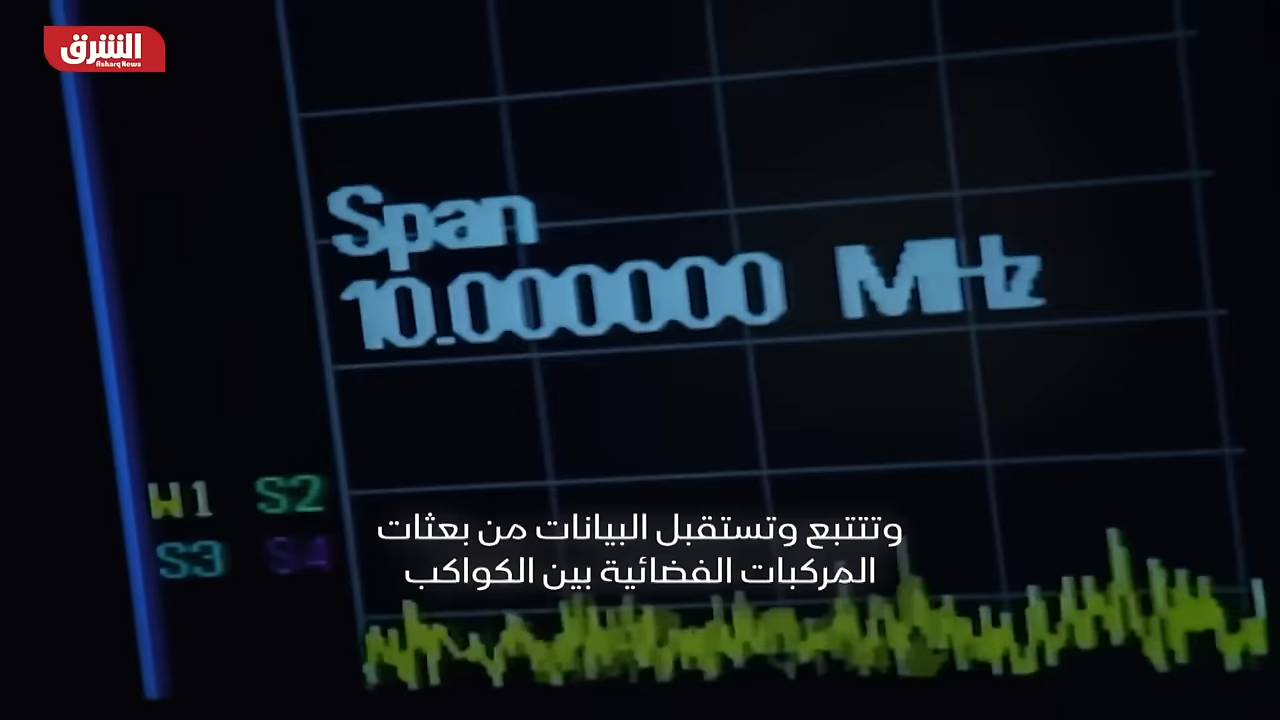 الشرق
Asharq News
Span
10.000000 MHz
W1 S2
S3 S4
وتتتبع وتستقبل البيانات من بعثات
المركبات الفضائية بين الكواكب